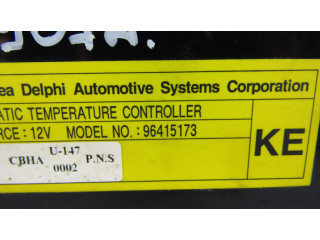 ea Delphi Automotive Systems Corporation
ATIC TEMPERATURE CONTROLLER
RCE : 12V MODEL NO. : 96415173
KE
U-147
CBHA P.N.S
0002